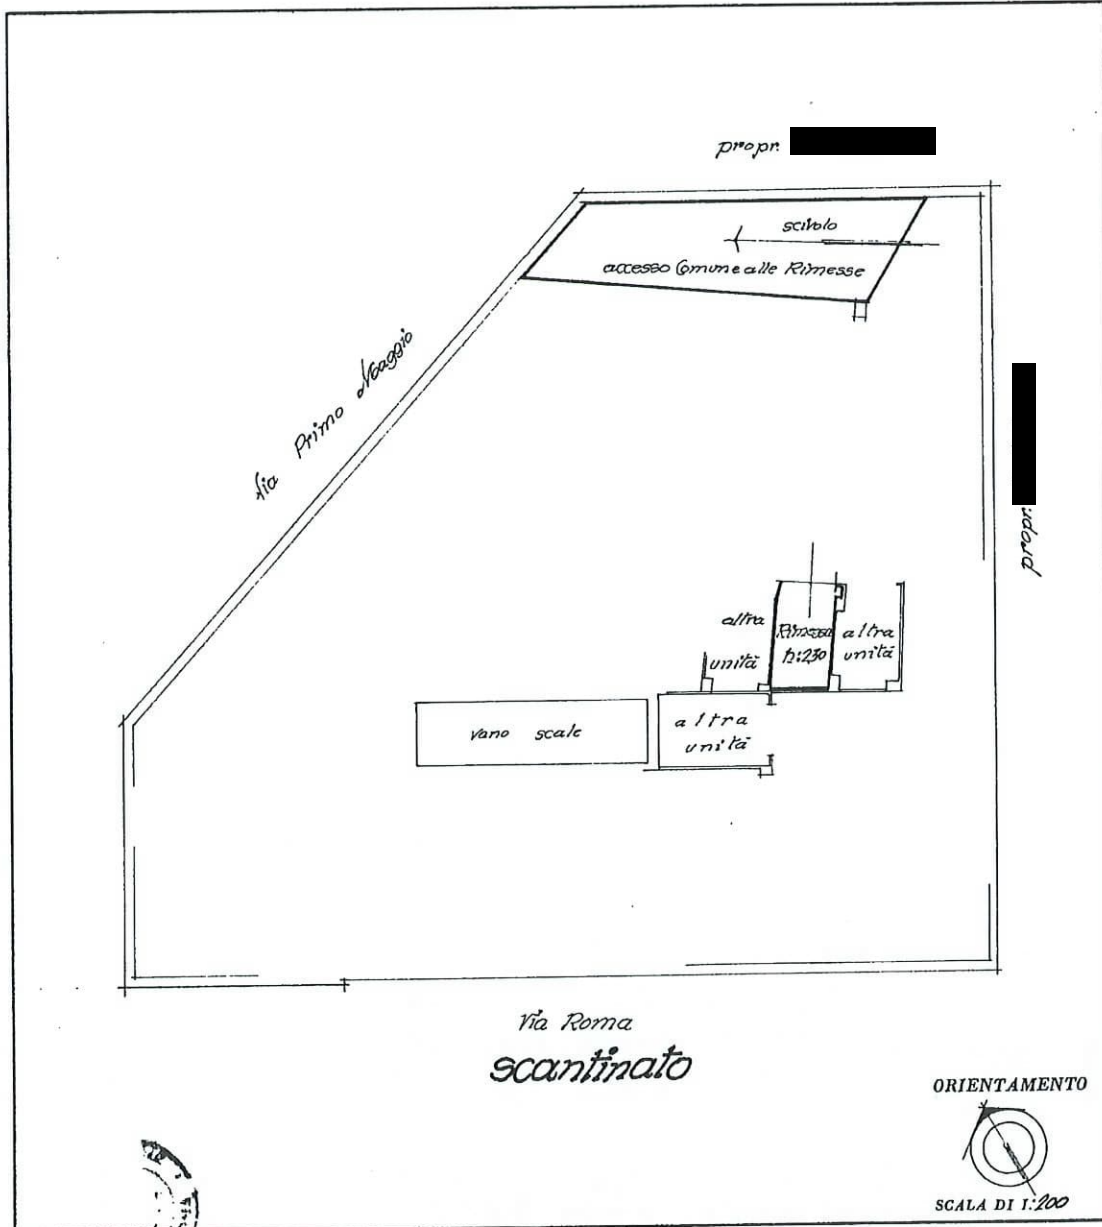 propr.
scivolo
accesso Comune alle Rimesse
Via Primo Maggio
propr.
altra
unità
Rimessa
h:230
altra
unità
vano scale
altra
unità
Via Roma
scantinato
ORIENTAMENTO
SCALA DI 1:200